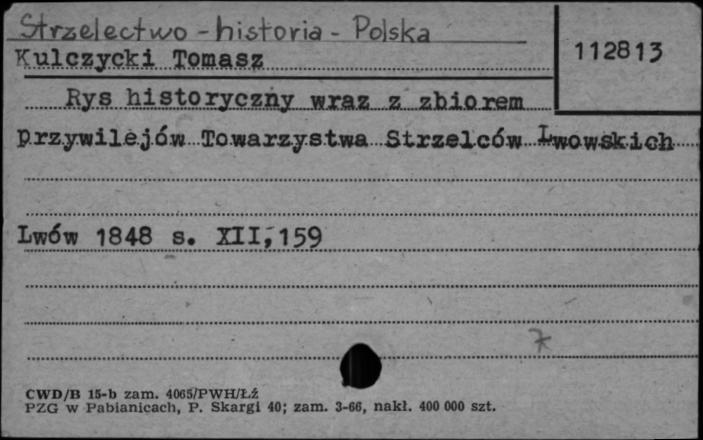 Strzelectwo - historia - Polska
Kulczycki Tomasz
112813
Rys historyczny wraz z zbiorem
przywilejów Towarzystwa Strzelców Lwowskich
Lwów 1848 s. XII, 159
CWD/B 15-b zam. 4065/PWH/Łź
PZG w Pabianicach, P. Skargi 40; zam. 3-66, nakł. 400 000 szt.